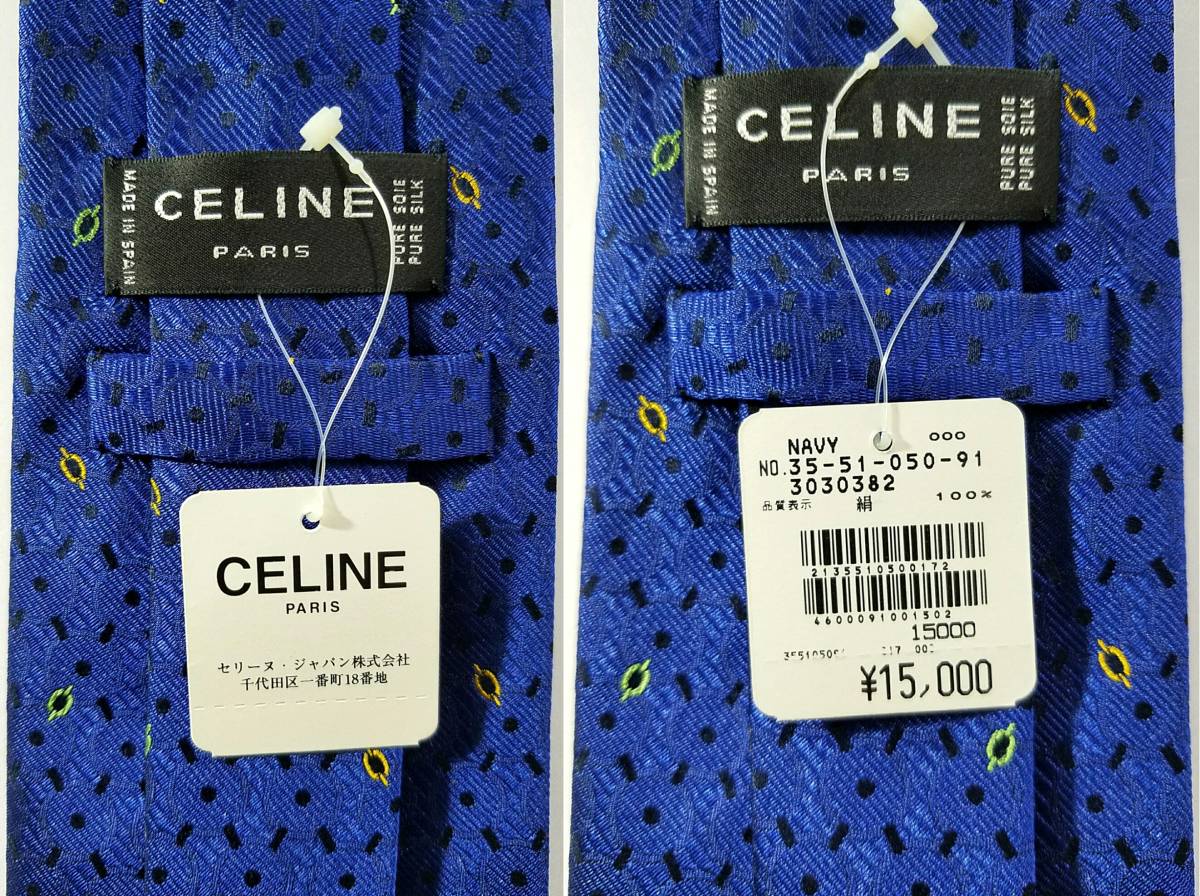 MADE IN SPAIN
CELINE
PARIS
PURE SOIE
PURE SILK
CELINE
PARIS
セリーヌ・ジャパン株式会社
千代田区一番町18番地
MADE IN SPAIN
CELINE
PARIS
PURE SOIE
PURE SILK
NAVY 000
NO.35-51-050-91
3030382
品質表示 絹 100%
2135510500172
4600091001502
15000
¥15,000